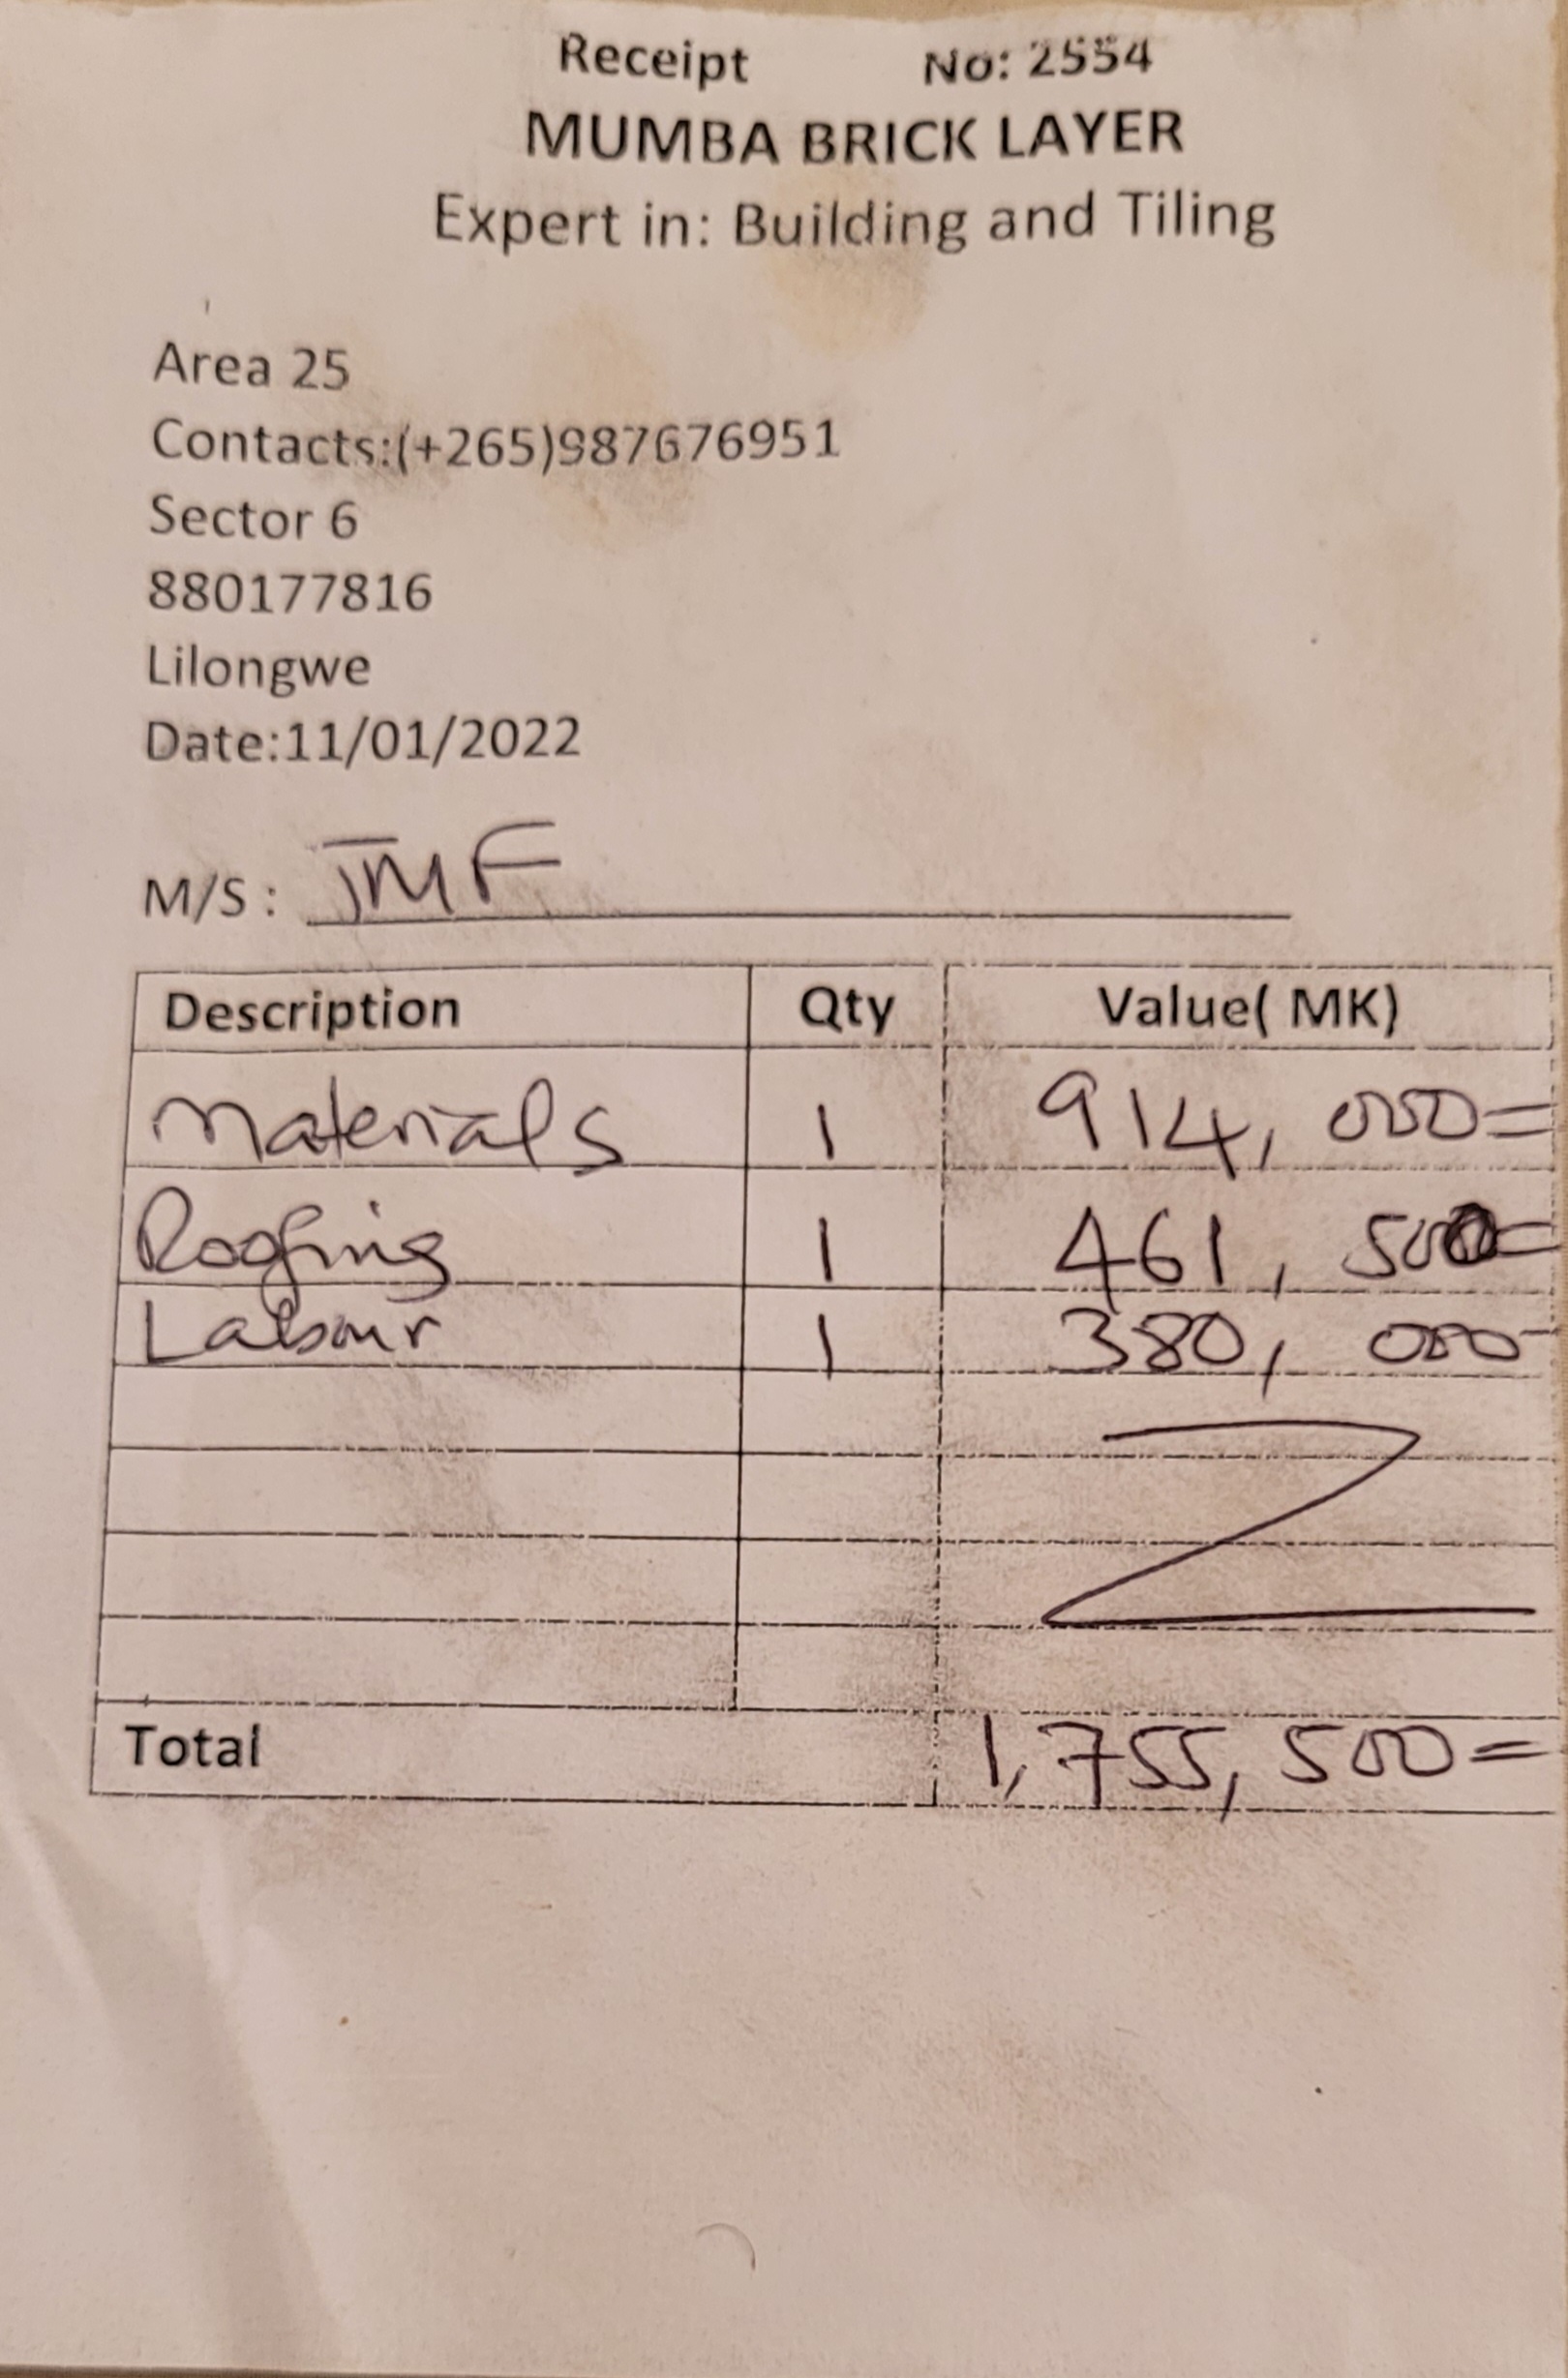 Receipt No: 2554
MUMBA BRICK LAYER
Expert in: Building and Tiling
Area 25
Contacts:(+265)987676951
Sector 6
880177816
Lilongwe
Date:11/01/2022
M/S : JMF
Description Qty Value( MK)
Materials 1 914, 000=
Roofing 1 461, 500=
Labour 1 380, 000-
Total 1,755, 500=